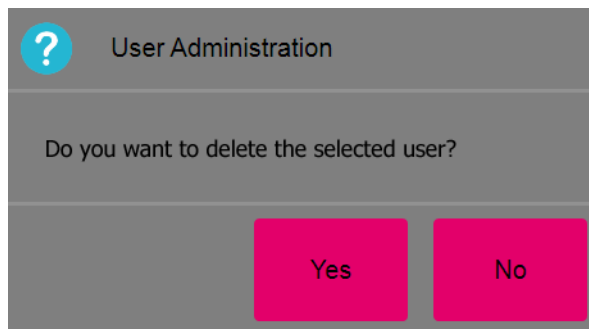 ?
User Administration
Do you want to delete the selected user?
Yes
No